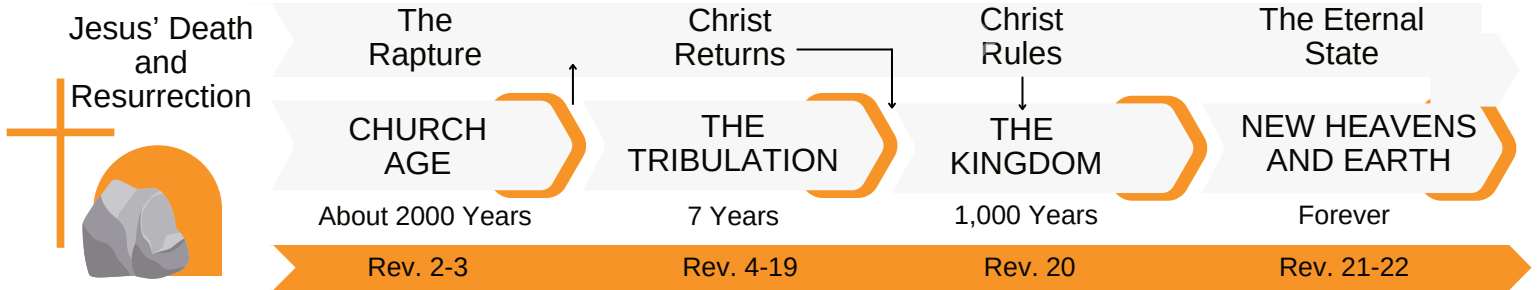 Jesus' Death
and
Resurrection
The
Rapture
Christ
Returns
Christ
Rules
The Eternal
State
CHURCH
AGE
THE
TRIBULATION
THE
KINGDOM
NEW HEAVENS
AND EARTH
About 2000 Years
7 Years
1,000 Years
Forever
Rev. 2-3
Rev. 4-19
Rev. 20
Rev. 21-22